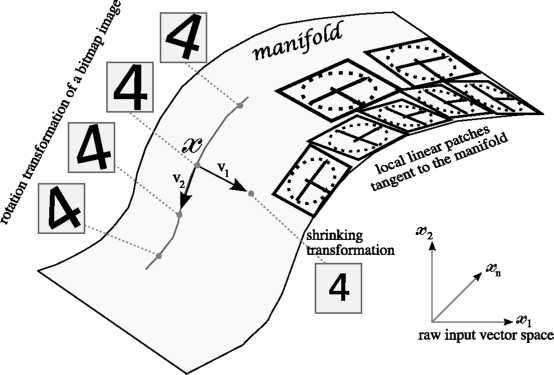 rotation transformation of a bitmap image
4
4
4
4
manifold
x
v1
v2
shrinking
transformation
4
local linear patches
tangent to the manifold
x2
xn
x1
raw input vector space